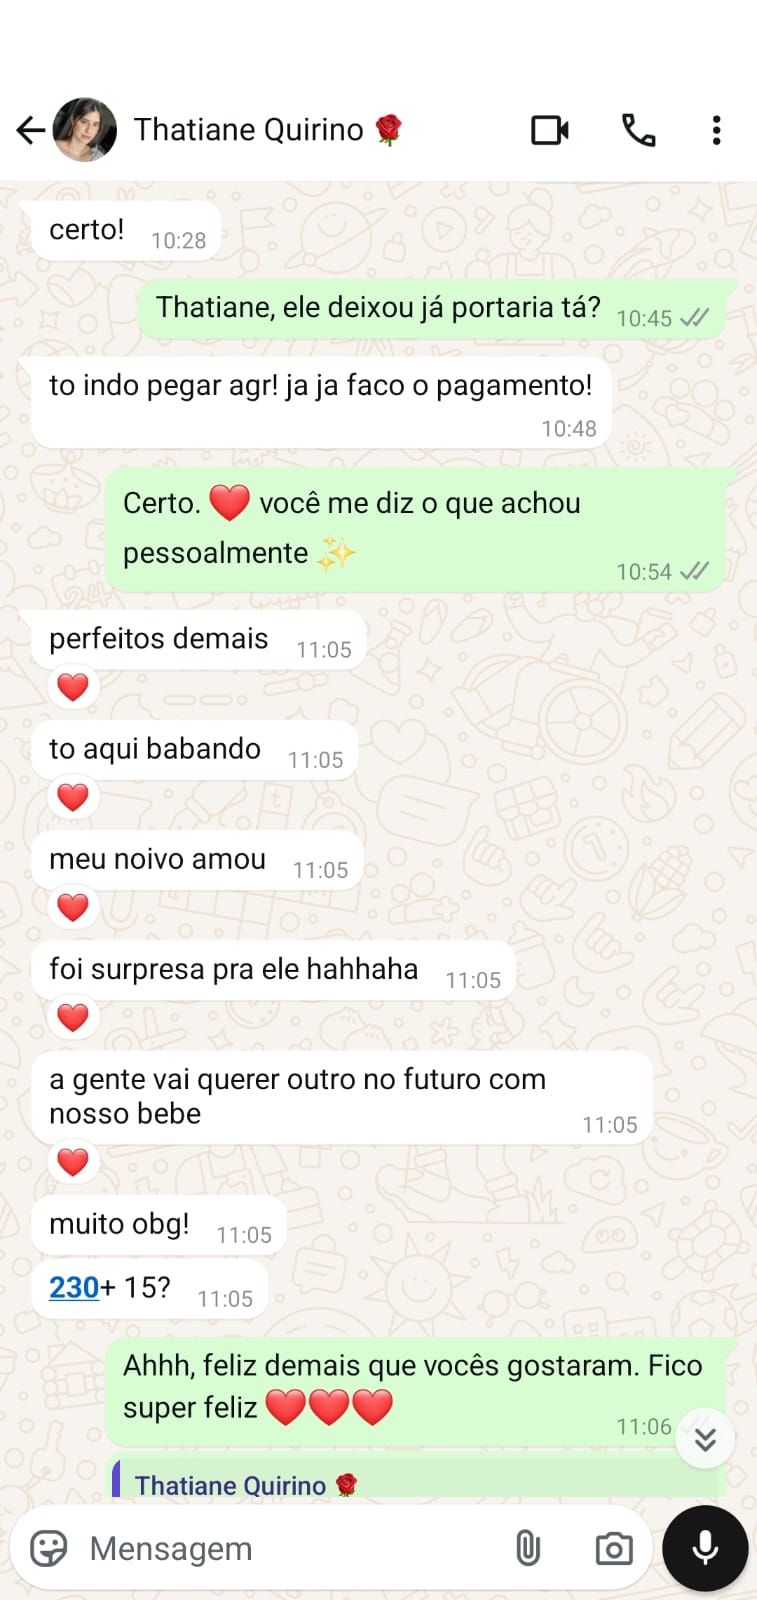 Thatiane Quirino 🌹
certo! 10:28
Thatiane, ele deixou já portaria tá? 10:45
to indo pegar agr! ja ja faco o pagamento!
10:48
Certo. ❤️ você me diz o que achou
pessoalmente ✨ 10:54
perfeitos demais 11:05
❤️
to aqui babando 11:05
❤️
meu noivo amou 11:05
❤️
foi surpresa pra ele hahhaha 11:05
❤️
a gente vai querer outro no futuro com
nosso bebe 11:05
❤️
muito obg! 11:05
230+ 15? 11:05
Ahhh, feliz demais que vocês gostaram. Fico
super feliz ❤️❤️❤️ 11:06
Thatiane Quirino 🌹
Mensagem